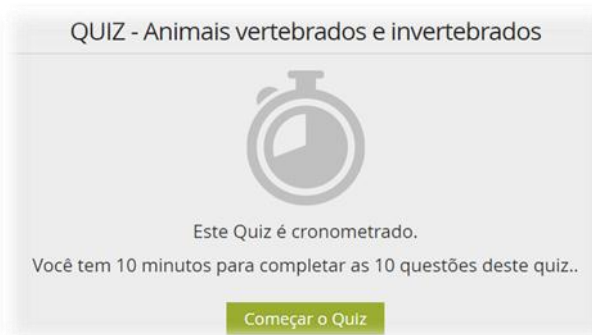 QUIZ - Animais vertebrados e invertebrados
Este Quiz é cronometrado.
Você tem 10 minutos para completar as 10 questões deste quiz..
Começar o Quiz